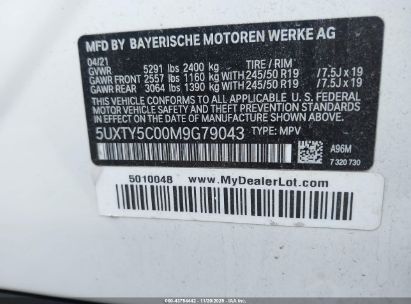 MFD BY BAYERISCHE MOTOREN WERKE AG
04/21 TIRE / RIM
GVWR 5291 lbs 2400 kg
GAWR FRONT 2557 lbs 1160 kg WITH 245/50 R19 /7.5J x 19
GAWR REAR 3064 lbs 1390 kg WITH 245/50 R19 /7.5J x 19
THIS VEHICLE CONFORMS TO ALL APPLICABLE U.S. FEDERAL
MOTOR VEHICLE SAFETY AND THEFT PREVENTION STANDARDS
IN EFFECT ON THE DATE OF MANUFACTURE SHOWN ABOVE.
5UXTY5C00M9G79043 TYPE: MPV
A96M
7 320 730
5010048 www.MyDealerLot.com